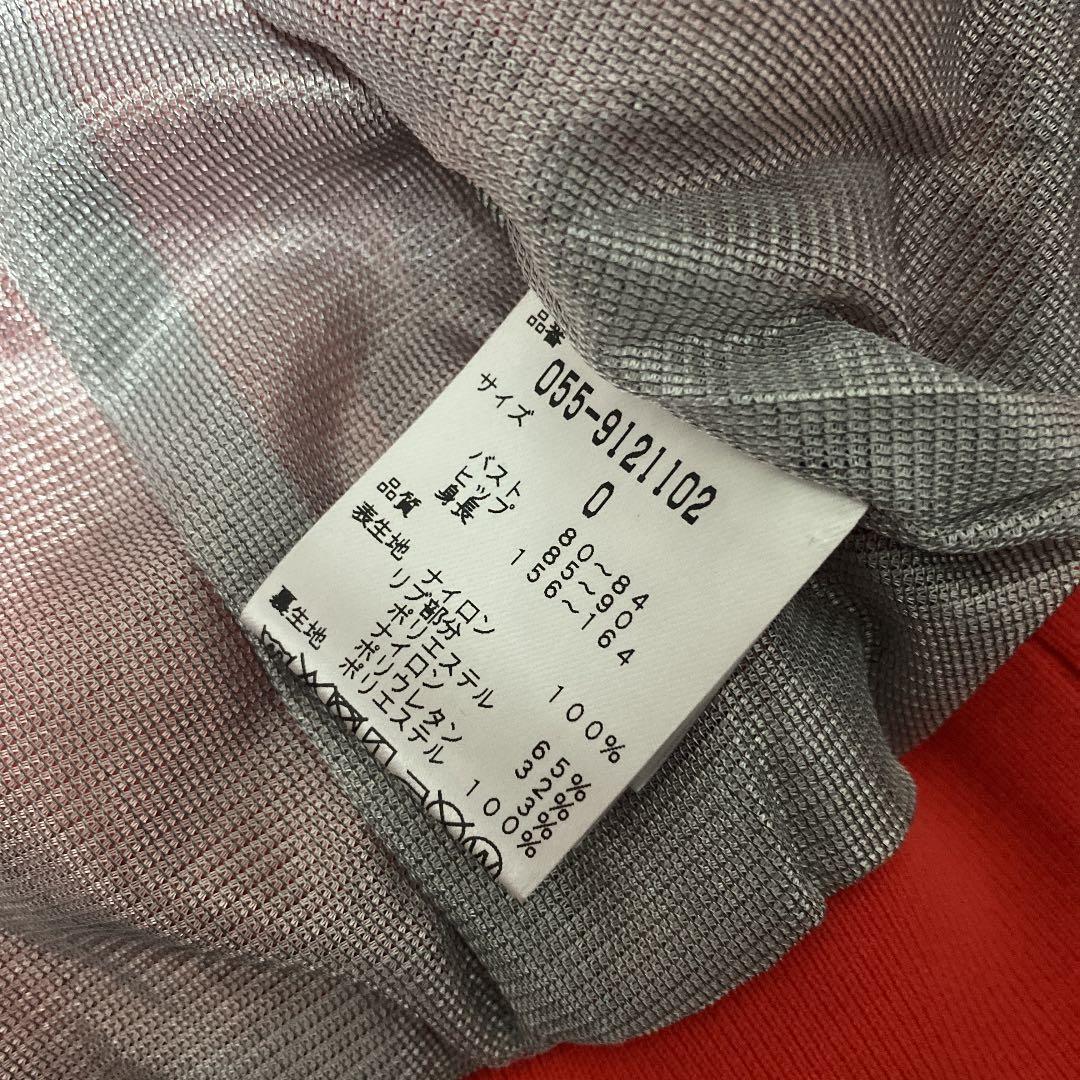 品番
055-9121102
サイズ 0
バスト 80~84
ヒップ 85~90
身長 156~164
品質
表生地 ナイロン 100%
リブ部分
ポリエステル 65%
ナイロン 32%
ポリウレタン 3%
裏生地 ポリエステル 100%